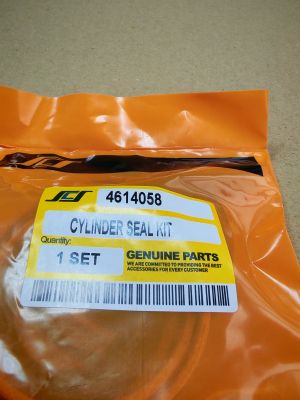 4614058
CYLINDER SEAL KIT
Quantity:
1 SET
GENUINE PARTS
WE ARE COMMITTED TO PROVIDING THE BEST
ACCESSORIES FOR EVERY CUSTOMER